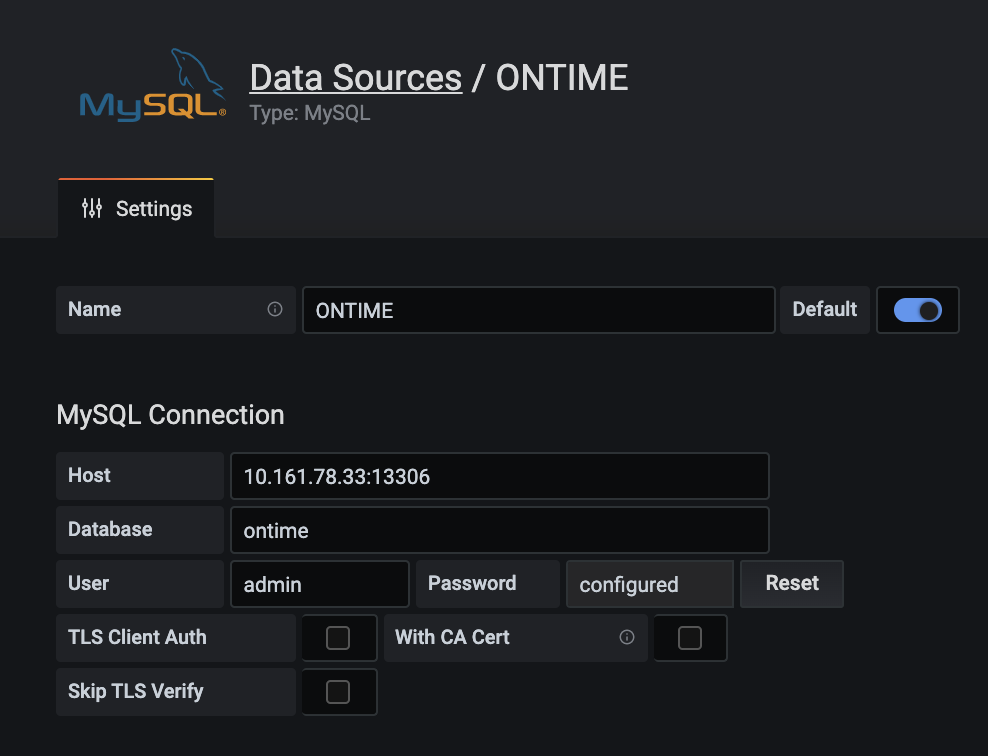 MySQL®
Data Sources / ONTIME
Type: MySQL
Settings
Name ONTIME Default
MySQL Connection
Host 10.161.78.33:13306
Database ontime
User admin Password configured Reset
TLS Client Auth With CA Cert
Skip TLS Verify